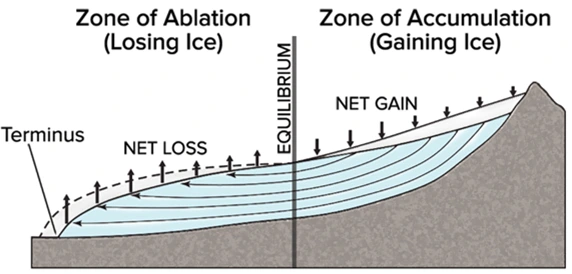 Zone of Ablation
(Losing Ice)
Zone of Accumulation
(Gaining Ice)
EQUILIBRIUM
NET GAIN
Terminus
NET LOSS